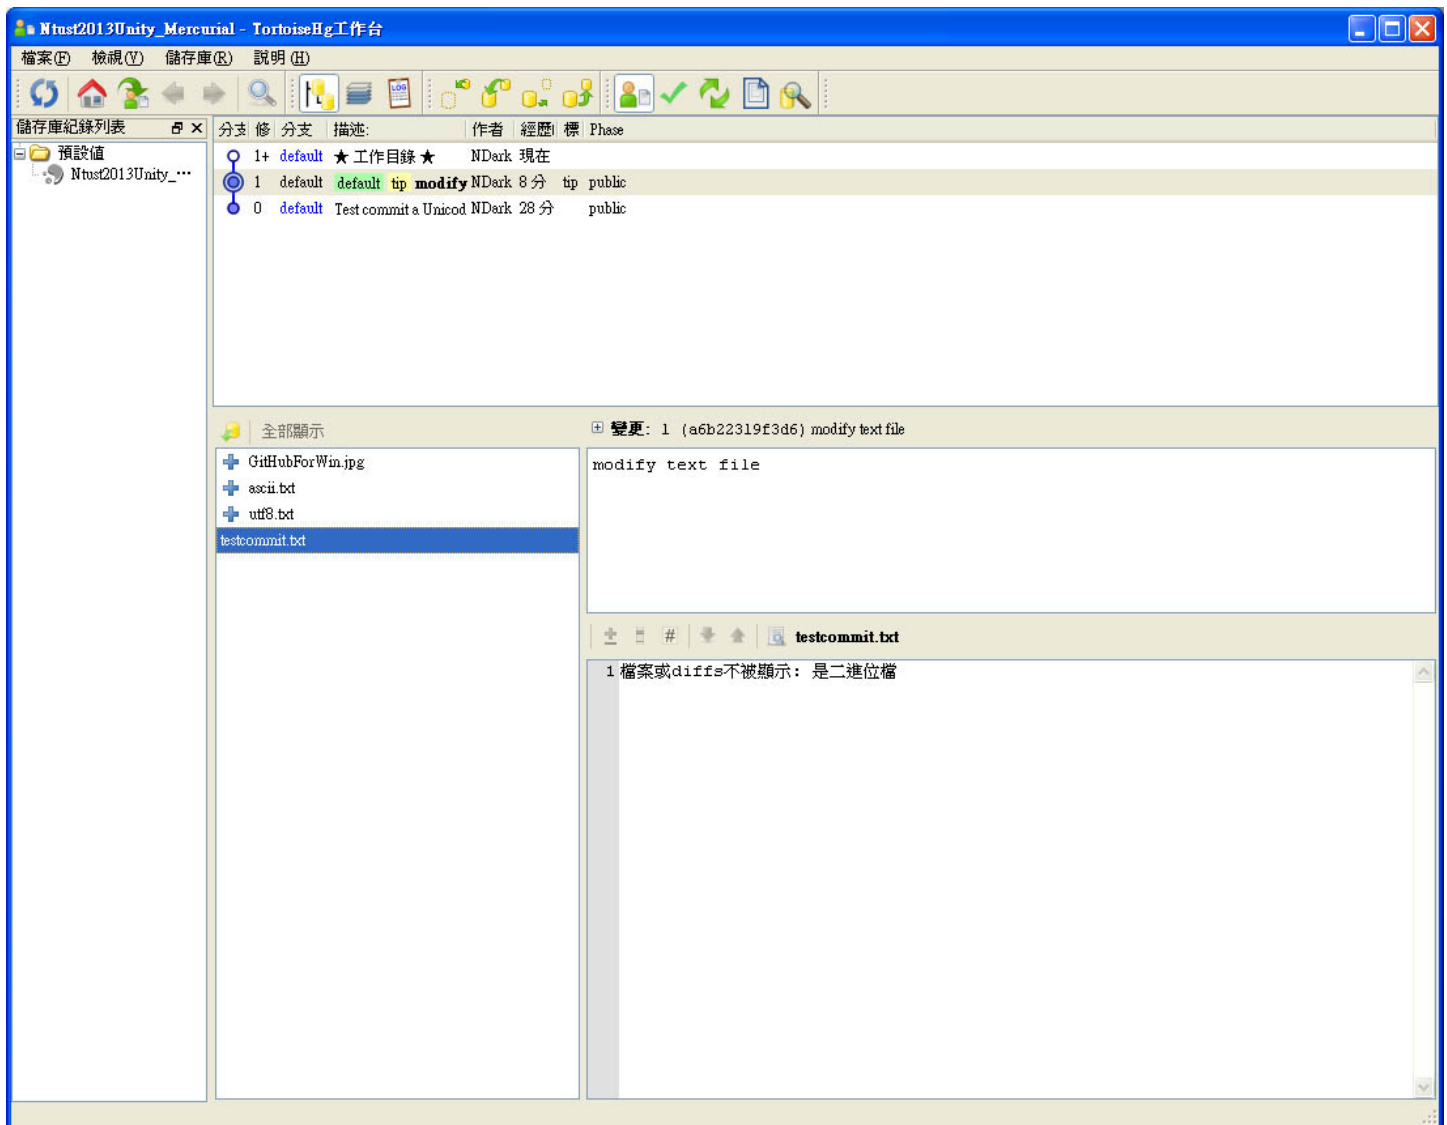 Ntust2013Unity_Mercurial - TortoiseHg工作台
檔案(F) 檢視(V) 儲存庫(R) 說明(H)
LOG
儲存庫紀錄列表
預設值
Ntust2013Unity_···
分支 修 分支 描述: 作者 經歷 標 Phase
1+ default ★ 工作目錄 ★ NDark 現在
1 default default tip modify NDark 8 分 tip public
0 default Test commit a Unicod NDark 28 分 public
全部顯示
GitHubForWin.jpg
ascii.txt
utf8.txt
testcommit.txt
變更: 1 (a6b22319f3d6) modify text file
modify text file
# testcommit.txt
1 檔案或diffs不被顯示: 是二進位檔